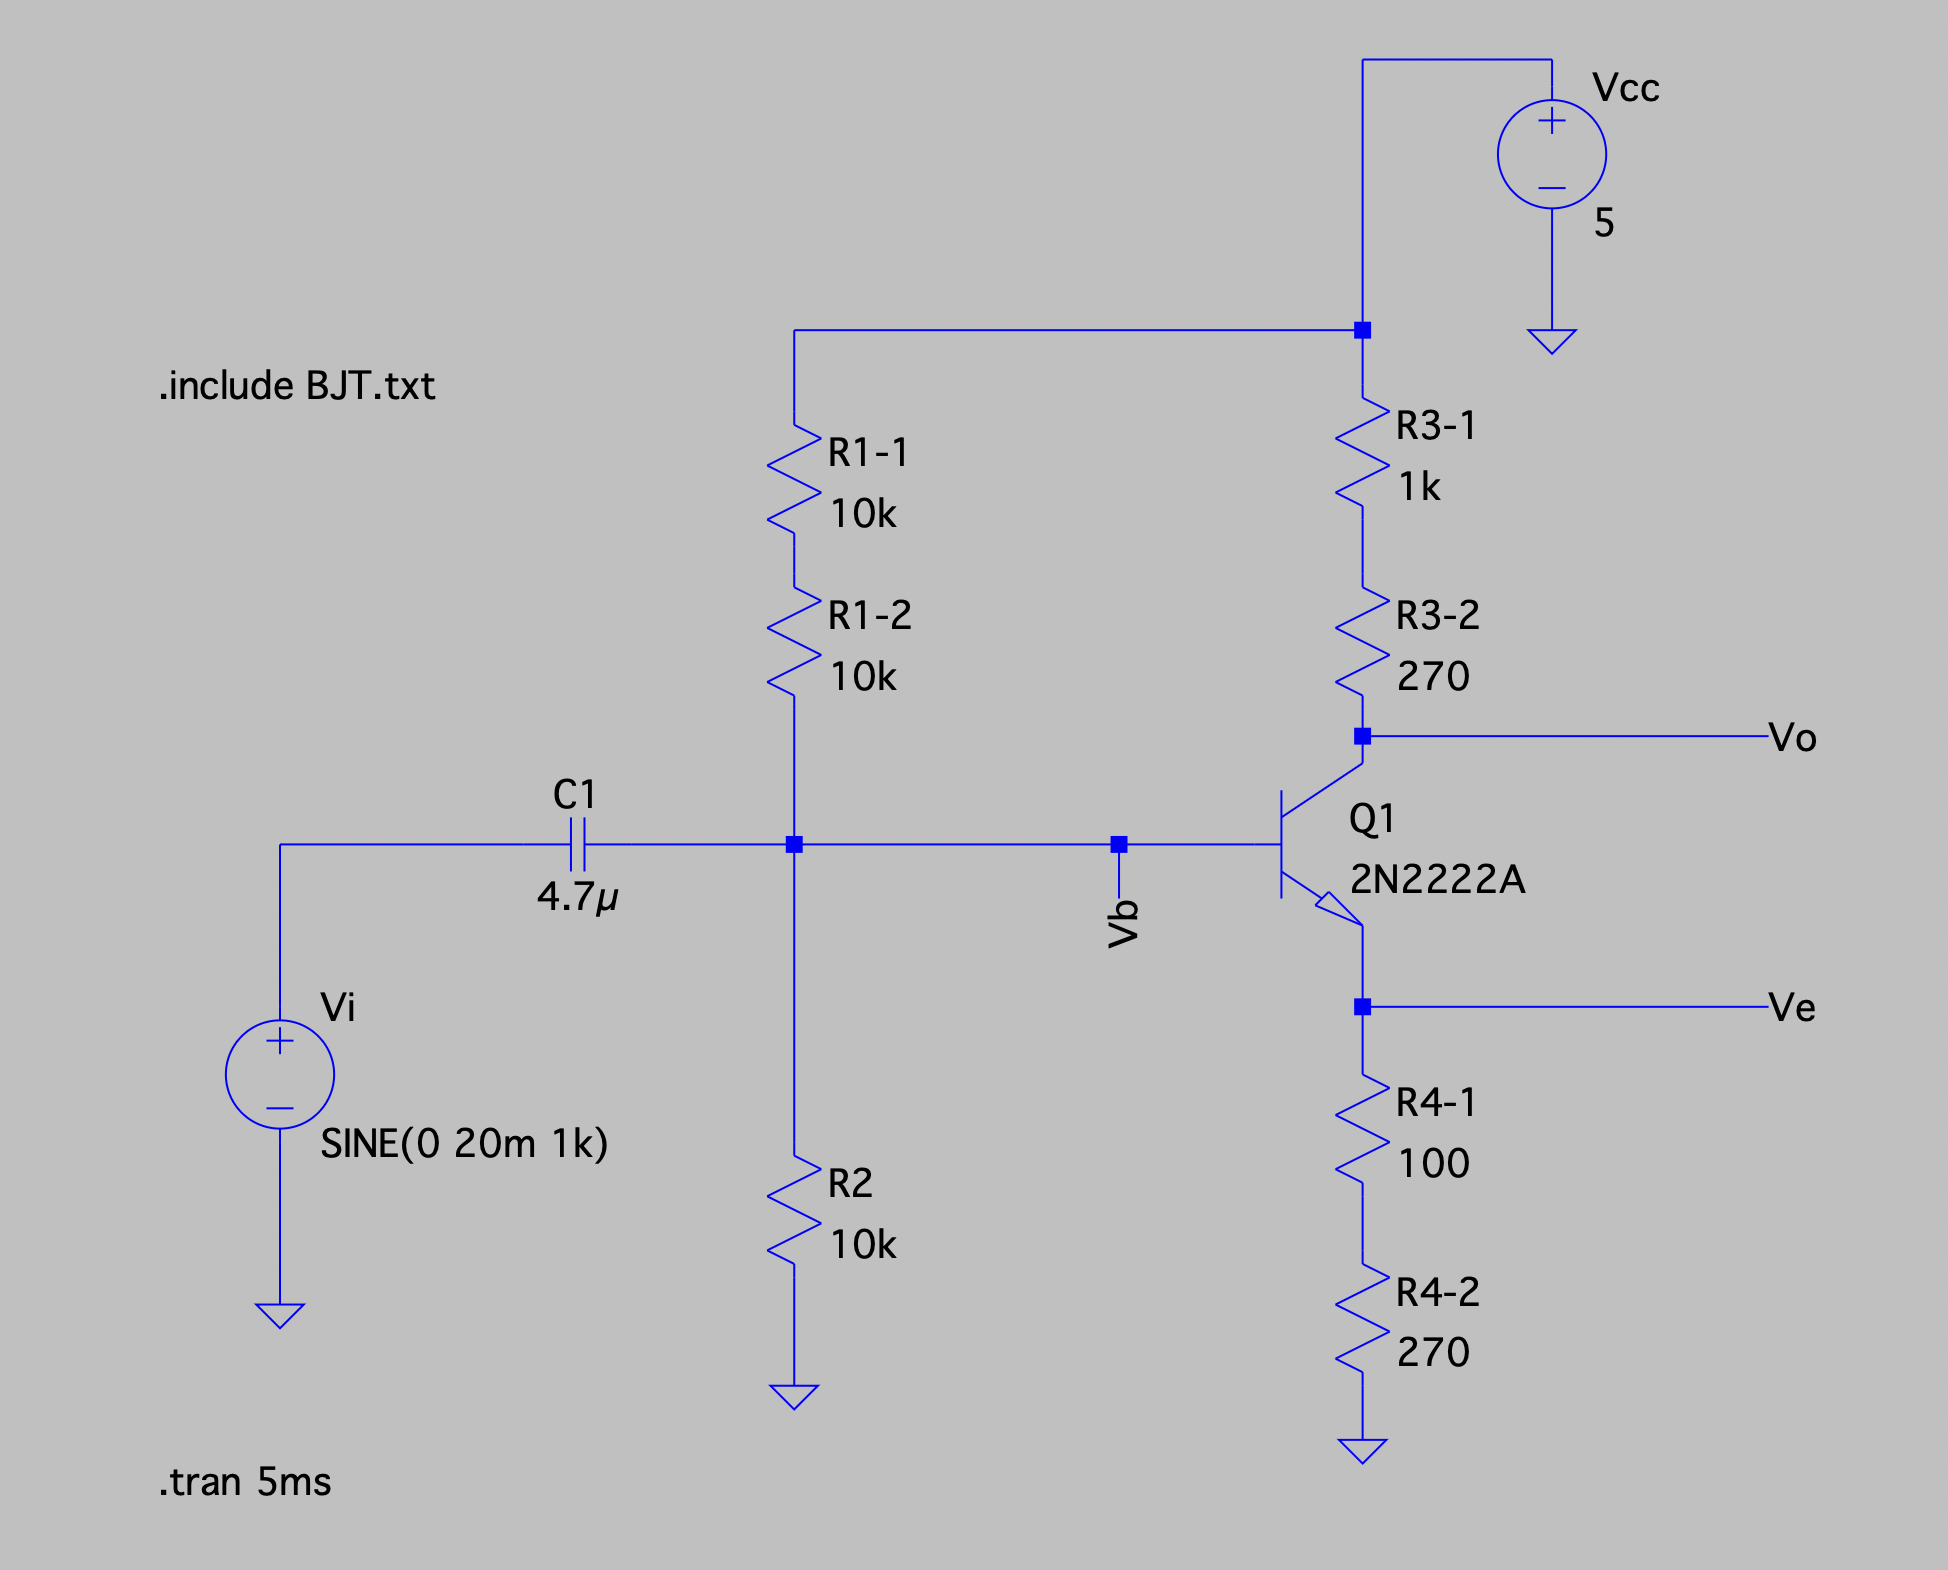 Vcc
5
.include BJT.txt
R1-1
10k
R3-1
1k
R1-2
10k
R3-2
270
Vo
C1
4.7µ
Q1
2N2222A
Vb
Vi
SINE(0 20m 1k)
Ve
R4-1
100
R2
10k
R4-2
270
.tran 5ms